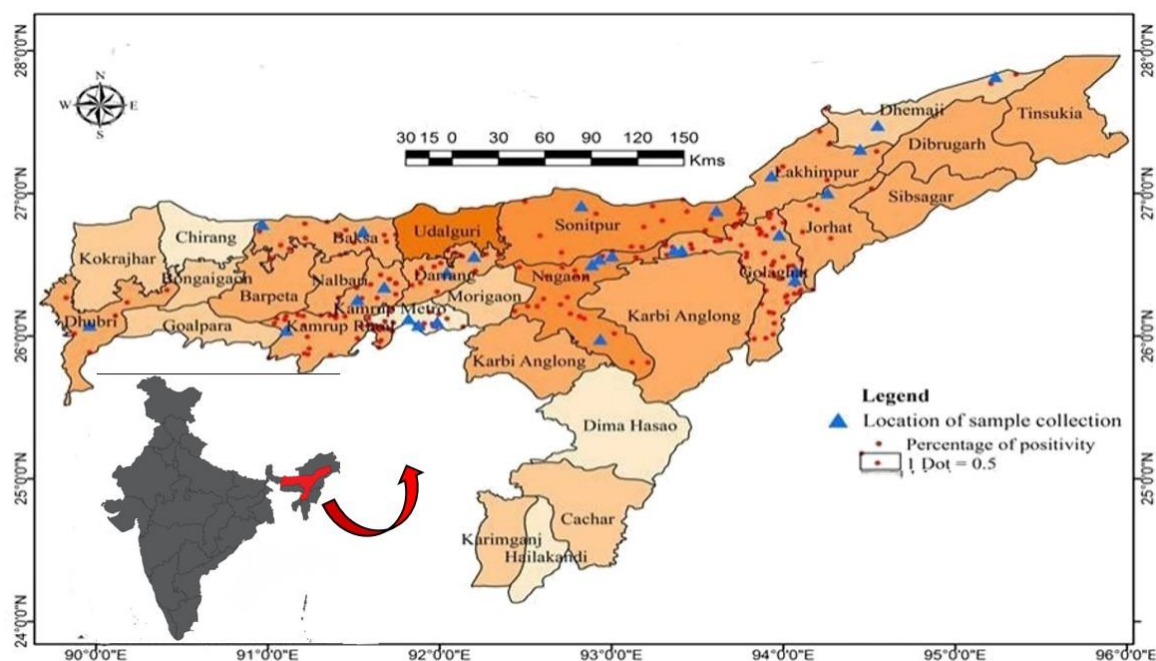 28°0'0"N
27°0'0"N
26°0'0"N
25°0'0"N
24°0'0"N
N
W E
S
30 15 0 30 60 90 120 150
Kms
28°0'0"N
27°0'0"N
26°0'0"N
25°0'0"N
Dhemaji
Tinsukia
Dibrugarh
Lakhimpur
Sibsagar
Jorhat
Sonitpur
Udalguri
Baksa
Chirang
Kokrajhar
Bongaigaon
Nalbari
Darrang
Nagaon
Golaghat
Barpeta
Morigaon
Kamrup Metro
Dhubri
Goalpara
Kamrup Rural
Karbi Anglong
Karbi Anglong
Dima Hasao
Cachar
Karimganj
Hailakandi
Legend
Location of sample collection
Percentage of positivity
1 Dot = 0.5
90°0'0"E 91°0'0"E 92°0'0"E 93°0'0"E 94°0'0"E 95°0'0"E 96°0'0"E